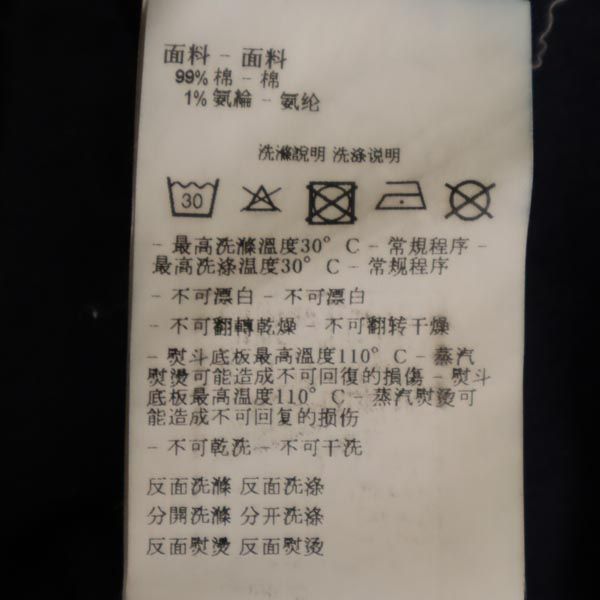 面料 - 面料
99% 棉 - 棉
1% 氨綸 - 氨纶
洗滌說明 洗涤说明
30
- 最高洗滌溫度30° C - 常規程序 -
最高洗涤温度30° C - 常规程序
- 不可漂白 - 不可漂白
- 不可翻轉乾燥 - 不可翻转干燥
- 熨斗底板最高溫度110° C - 蒸汽
熨燙可能造成不可回復的損傷 - 熨斗
底板最高温度110° C - 蒸汽熨烫可
能造成不可回复的损伤
- 不可乾洗 - 不可干洗
反面洗滌 反面洗涤
分開洗滌 分开洗涤
反面熨燙 反面熨烫